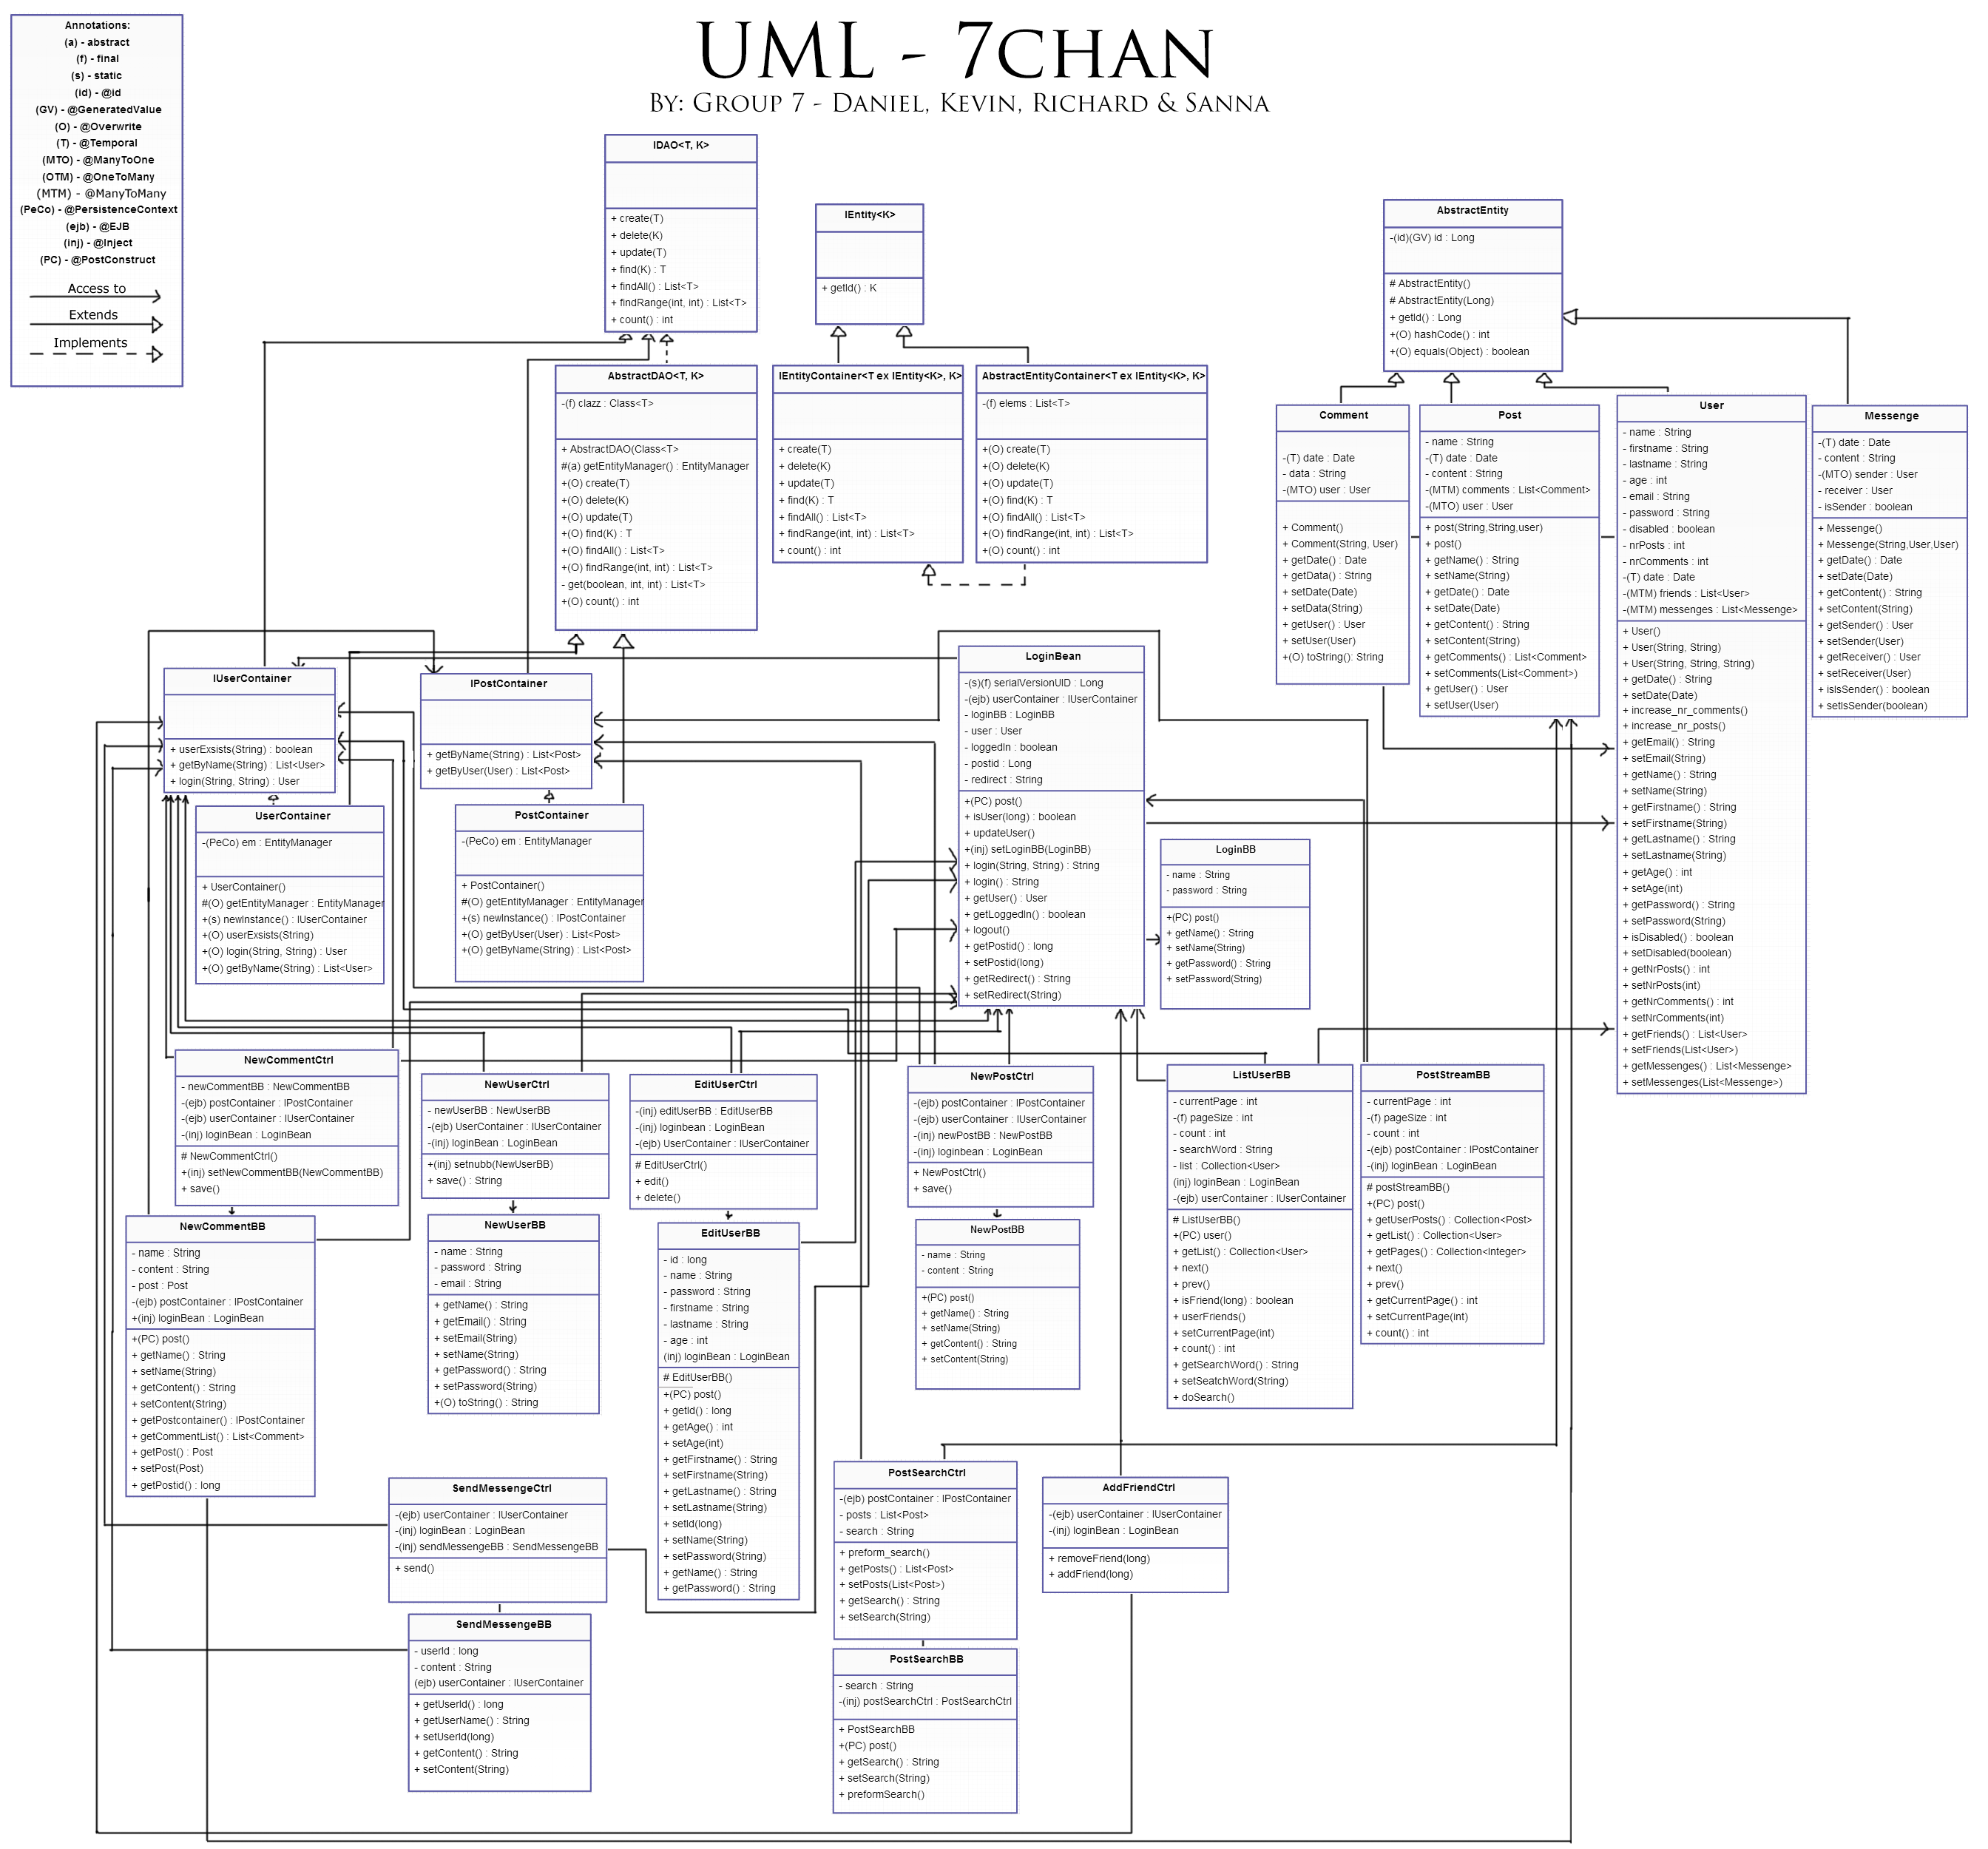 UML - 7chan
By: Group 7 - Daniel, Kevin, Richard & Sanna
Annotations:
(a) - abstract
(f) - final
(s) - static
(id) - @id
(GV) - @GeneratedValue
(O) - @Overwrite
(T) - @Temporal
(MTO) - @ManyToOne
(OTM) - @OneToMany
(MTM) - @ManyToMany
(PeCo) - @PersistenceContext
(ejb) - @EJB
(inj) - @Inject
(PC) - @PostConstruct
Access to
Extends
Implements
IDAO<T, K>
+ create(T)
+ delete(K)
+ update(T)
+ find(K) : T
+ findAll() : List<T>
+ findRange(int, int) : List<T>
+ count() : int
IEntity<K>
+ getId() : K
AbstractEntity
-(id)(GV) id : Long
# AbstractEntity()
# AbstractEntity(Long)
+ getId() : Long
+(O) hashCode() : int
+(O) equals(Object) : boolean
AbstractDAO<T, K>
-(f) clazz : Class<T>
+ AbstractDAO(Class<T>
#(a) getEntityManager() : EntityManager
+(O) create(T)
+(O) delete(K)
+(O) update(T)
+(O) find(K) : T
+(O) findAll() : List<T>
+(O) findRange(int, int) : List<T>
- get(boolean, int, int) : List<T>
+(O) count() : int
IEntityContainer<T ex IEntity<K>, K>
+ create(T)
+ delete(K)
+ update(T)
+ find(K) : T
+ findAll() : List<T>
+ findRange(int, int) : List<T>
+ count() : int
AbstractEntityContainer<T ex IEntity<K>, K>
-(f) elems : List<T>
+(O) create(T)
+(O) delete(K)
+(O) update(T)
+(O) find(K) : T
+(O) findAll() : List<T>
+(O) findRange(int, int) : List<T>
+(O) count() : int
Comment
-(T) date : Date
- data : String
-(MTO) user : User
+ Comment()
+ Comment(String, User)
+ getDate() : Date
+ getData() : String
+ setDate(Date)
+ setData(String)
+ getUser() : User
+ setUser(User)
+(O) toString(): String
Post
- name : String
-(T) date : Date
- content : String
-(MTM) comments : List<Comment>
-(MTO) user : User
+ post(String,String,user)
+ post()
+ getName() : String
+ setName(String)
+ getDate() : Date
+ setDate(Date)
+ getContent() : String
+ setContent(String)
+ getComments() : List<Comment>
+ setComments(List<Comment>)
+ getUser() : User
+ setUser(User)
User
- name : String
- firstname : String
- lastname : String
- age : int
- email : String
- password : String
- disabled : boolean
- nrPosts : int
- nrComments : int
-(T) date : Date
-(MTM) friends : List<User>
-(MTM) messenges : List<Messenge>
+ User()
+ User(String, String)
+ User(String, String, String)
+ getDate() : String
+ setDate(Date)
+ increase_nr_comments()
+ increase_nr_posts()
+ getEmail() : String
+ setEmail(String)
+ getName() : String
+ setName(String)
+ getFirstname() : String
+ setFirstname(String)
+ getLastname() : String
+ setLastname(String)
+ getAge() : int
+ setAge(int)
+ getPassword() : String
+ setPassword(String)
+ isDisabled() : boolean
+ setDisabled(boolean)
+ getNrPosts() : int
+ setNrPosts(int)
+ getNrComments() : int
+ setNrComments(int)
+ getFriends() : List<User>
+ setFriends(List<User>)
+ getMessenges() : List<Messenge>
+ setMessenges(List<Messenge>)
Messenge
-(T) date : Date
- content : String
-(MTO) sender : User
- receiver : User
- isSender : boolean
+ Messenge()
+ Messenge(String,User,User)
+ getDate() : Date
+ setDate(Date)
+ getContent() : String
+ setContent(String)
+ getSender() : User
+ setSender(User)
+ getReceiver() : User
+ setReceiver(User)
+ isIsSender() : boolean
+ setIsSender(boolean)
IUserContainer
+ userExsists(String) : boolean
+ getByName(String) : List<User>
+ login(String, String) : User
IPostContainer
+ getByName(String) : List<Post>
+ getByUser(User) : List<Post>
LoginBean
-(s)(f) serialVersionUID : Long
-(ejb) userContainer : IUserContainer
- loginBB : LoginBB
- user : User
- loggedIn : boolean
- postid : Long
- redirect : String
+(PC) post()
+ isUser(long) : boolean
+ updateUser()
+(inj) setLoginBB(LoginBB)
+ login(String, String) : String
+ login() : String
+ getUser() : User
+ getLoggedIn() : boolean
+ logout()
+ getPostid() : long
+ setPostid(long)
+ getRedirect() : String
+ setRedirect(String)
UserContainer
-(PeCo) em : EntityManager
+ UserContainer()
#(O) getEntityManager : EntityManager
+(s) newInstance() : IUserContainer
+(O) userExsists(String)
+(O) login(String, String) : User
+(O) getByName(String) : List<User>
PostContainer
-(PeCo) em : EntityManager
+ PostContainer()
#(O) getEntityManager : EntityManager
+(s) newInstance() : IPostContainer
+(O) getByUser(User) : List<Post>
+(O) getByName(String) : List<Post>
LoginBB
- name : String
- password : String
+(PC) post()
+ getName() : String
+ setName(String)
+ getPassword() : String
+ setPassword(String)
NewCommentCtrl
- newCommentBB : NewCommentBB
-(ejb) postContainer : IPostContainer
-(ejb) userContainer : IUserContainer
-(inj) loginBean : LoginBean
# NewCommentCtrl()
+(inj) setNewCommentBB(NewCommentBB)
+ save()
NewUserCtrl
- newUserBB : NewUserBB
-(ejb) UserContainer : IUserContainer
-(inj) loginBean : LoginBean
+(inj) setnubb(NewUserBB)
+ save() : String
EditUserCtrl
-(inj) editUserBB : EditUserBB
-(inj) loginbean : LoginBean
-(ejb) UserContainer : IUserContainer
# EditUserCtrl()
+ edit()
+ delete()
NewPostCtrl
-(ejb) postContainer : IPostContainer
-(ejb) userContainer : IUserContainer
-(inj) newPostBB : NewPostBB
-(inj) loginbean : LoginBean
+ NewPostCtrl()
+ save()
ListUserBB
- currentPage : int
-(f) pageSize : int
- count : int
- searchWord : String
- list : Collection<User>
(inj) loginBean : LoginBean
-(ejb) userContainer : IUserContainer
# ListUserBB()
+(PC) user()
+ getList() : Collection<User>
+ next()
+ prev()
+ isFriend(long) : boolean
+ userFriends()
+ setCurrentPage(int)
+ count() : int
+ getSearchWord() : String
+ setSeatchWord(String)
+ doSearch()
PostStreamBB
- currentPage : int
-(f) pageSize : int
- count : int
-(ejb) postContainer : IPostContainer
-(inj) loginBean : LoginBean
# postStreamBB()
+(PC) post()
+ getUserPosts() : Collection<Post>
+ getList() : Collection<User>
+ getPages() : Collection<Integer>
+ next()
+ prev()
+ getCurrentPage() : int
+ setCurrentPage(int)
+ count() : int
NewCommentBB
- name : String
- content : String
- post : Post
-(ejb) postContainer : IPostContainer
+(inj) loginBean : LoginBean
+(PC) post()
+ getName() : String
+ setName(String)
+ getContent() : String
+ setContent(String)
+ getPostcontainer() : IPostContainer
+ getCommentList() : List<Comment>
+ getPost() : Post
+ setPost(Post)
+ getPostid() : long
NewUserBB
- name : String
- password : String
- email : String
+ getName() : String
+ getEmail() : String
+ setEmail(String)
+ setName(String)
+ getPassword() : String
+ setPassword(String)
+(O) toString() : String
EditUserBB
- id : long
- name : String
- password : String
- firstname : String
- lastname : String
- age : int
(inj) loginBean : LoginBean
# EditUserBB()
+(PC) post()
+ getId() : long
+ getAge() : int
+ setAge(int)
+ getFirstname() : String
+ setFirstname(String)
+ getLastname() : String
+ setLastname(String)
+ setId(long)
+ setName(String)
+ setPassword(String)
+ getName() : String
+ getPassword() : String
NewPostBB
- name : String
- content : String
+(PC) post()
+ getName() : String
+ setName(String)
+ getContent() : String
+ setContent(String)
SendMessengeCtrl
-(ejb) userContainer : IUserContainer
-(inj) loginBean : LoginBean
-(inj) sendMessengeBB : SendMessengeBB
+ send()
PostSearchCtrl
-(ejb) postContainer : IPostContainer
- posts : List<Post>
- search : String
+ preform_search()
+ getPosts() : List<Post>
+ setPosts(List<Post>)
+ getSearch() : String
+ setSearch(String)
AddFriendCtrl
-(ejb) userContainer : IUserContainer
-(inj) loginBean : LoginBean
+ removeFriend(long)
+ addFriend(long)
SendMessengeBB
- userId : long
- content : String
(ejb) userContainer : IUserContainer
+ getUserId() : long
+ getUserName() : String
+ setUserId(long)
+ getContent() : String
+ setContent(String)
PostSearchBB
- search : String
-(inj) postSearchCtrl : PostSearchCtrl
+ PostSearchBB
+(PC) post()
+ getSearch() : String
+ setSearch(String)
+ preformSearch()